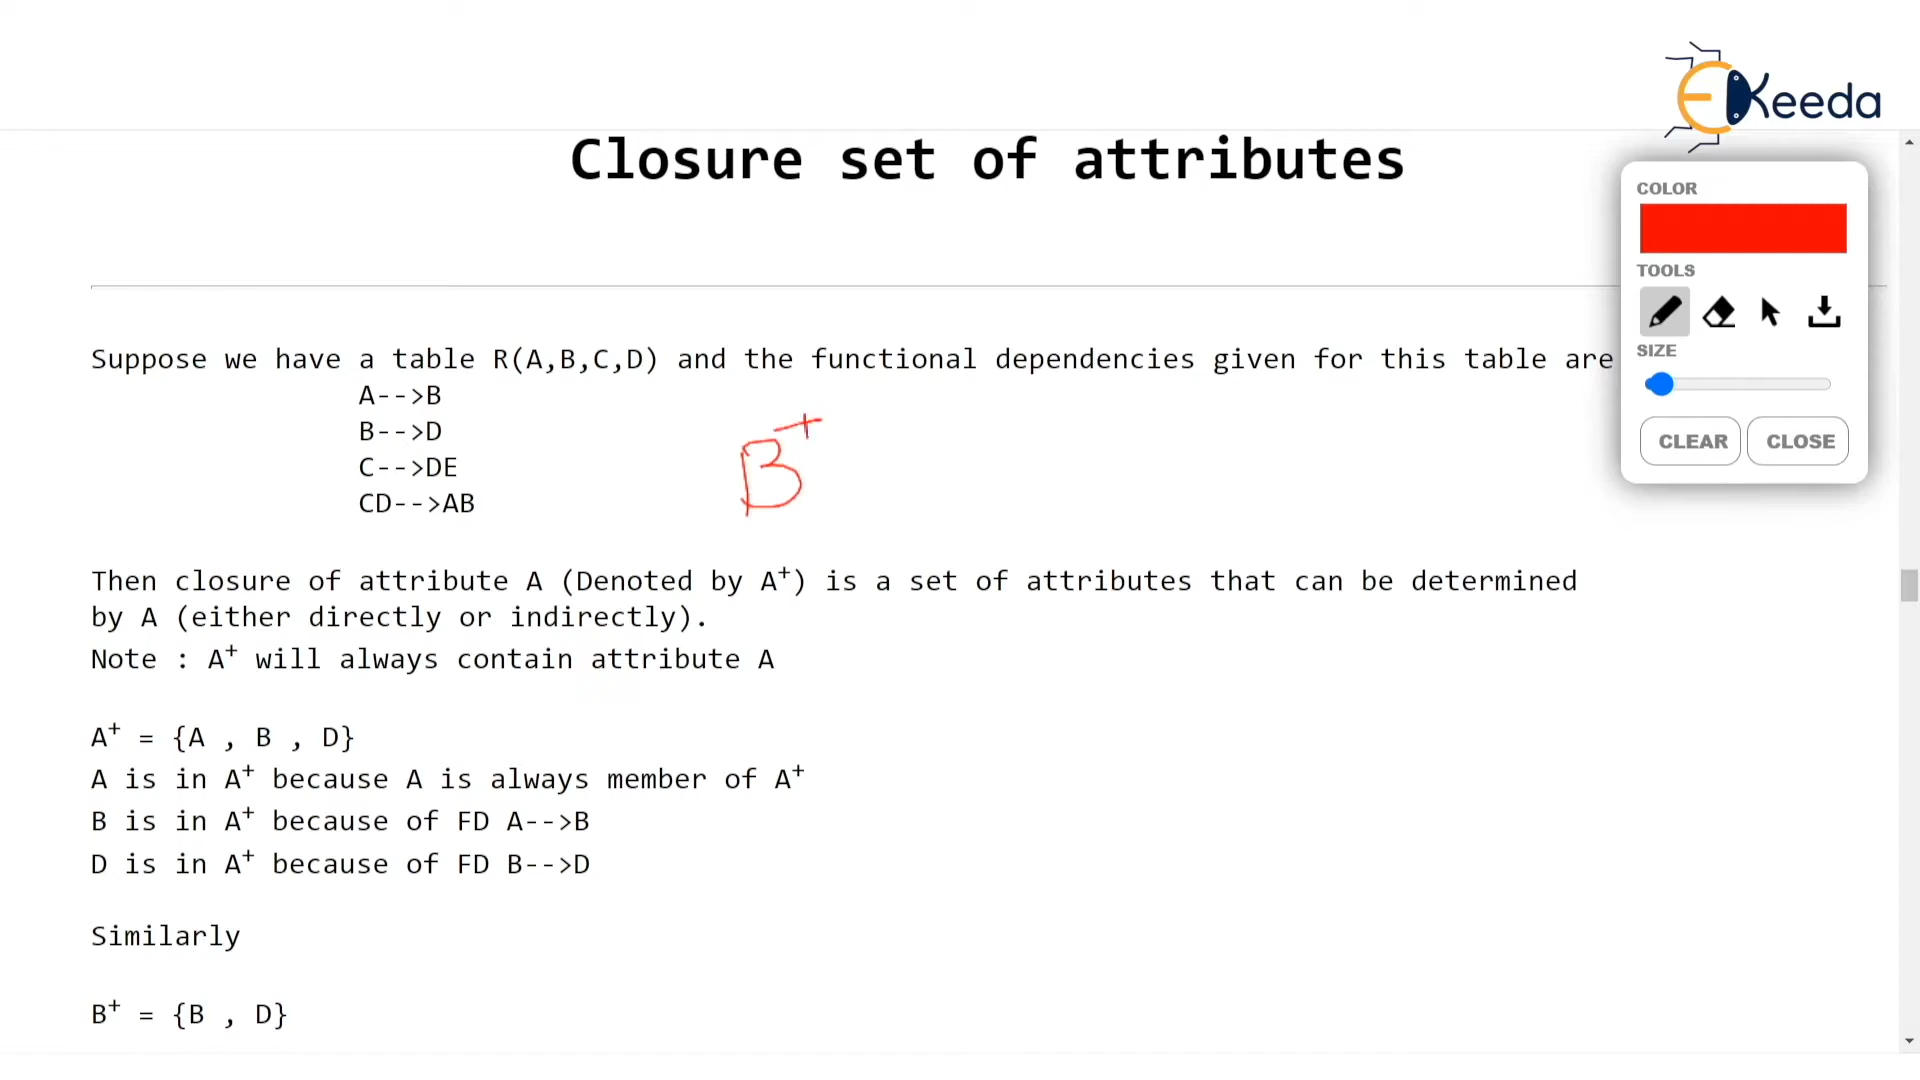 EKeeda
Closure set of attributes
COLOR
TOOLS
SIZE
CLEAR CLOSE
Suppose we have a table R(A,B,C,D) and the functional dependencies given for this table are
A-->B
B-->D
C-->DE
CD-->AB
B+
Then closure of attribute A (Denoted by A+) is a set of attributes that can be determined
by A (either directly or indirectly).
Note : A+ will always contain attribute A
A+ = {A , B , D}
A is in A+ because A is always member of A+
B is in A+ because of FD A-->B
D is in A+ because of FD B-->D
Similarly
B+ = {B , D}